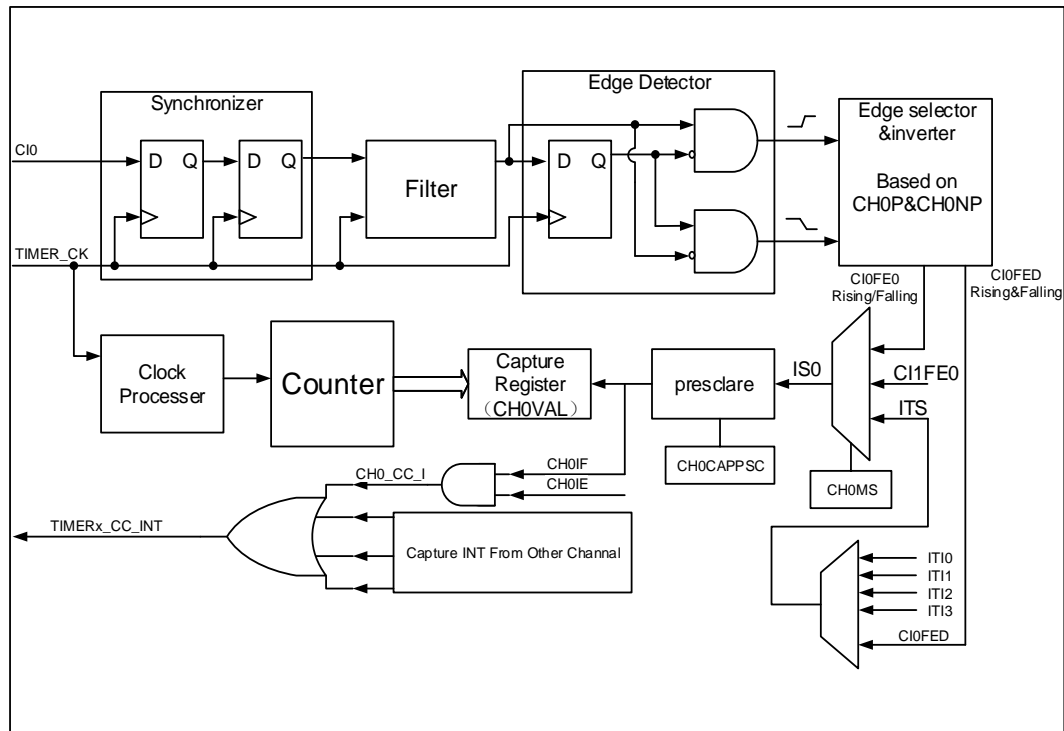 Synchronizer
Edge Detector
Edge selector
&inverter
Based on
CH0P&CH0NP
CI0
D Q
D Q
Filter
D Q
TIMER_CK
CI0FE0
Rising/Falling
CI0FED
Rising&Falling
Clock
Processer
Counter
Capture
Register
（CH0VAL）
presclare
IS0
CI1FE0
ITS
CH0CAPPSC
CH0MS
CH0_CC_I
CH0IF
CH0IE
TIMERx_CC_INT
Capture INT From Other Channal
ITI0
ITI1
ITI2
ITI3
CI0FED